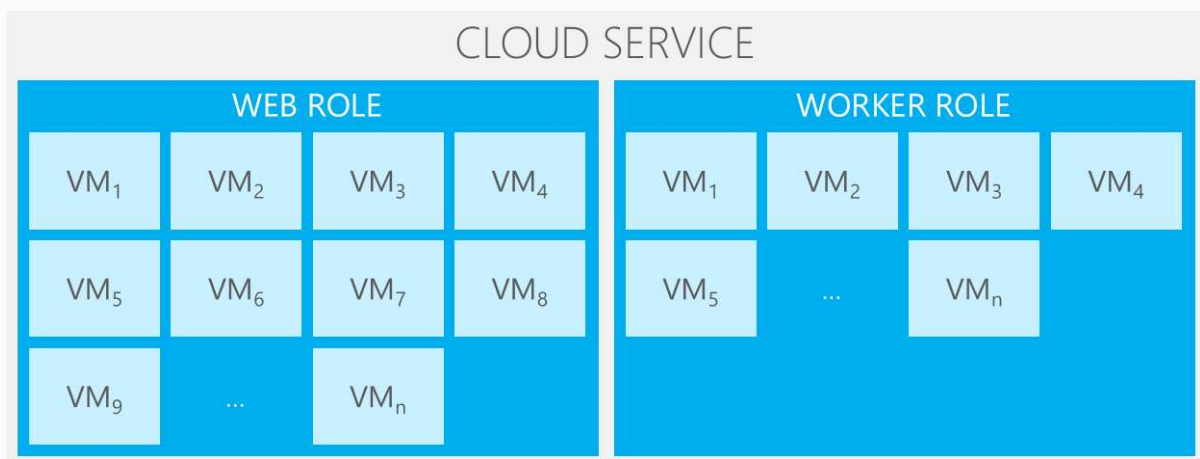 CLOUD SERVICE
WEB ROLE
VM₁ VM₂ VM₃ VM₄
VM₅ VM₆ VM₇ VM₈
VM₉ ... VMₙ
WORKER ROLE
VM₁ VM₂ VM₃ VM₄
VM₅ ... VMₙ